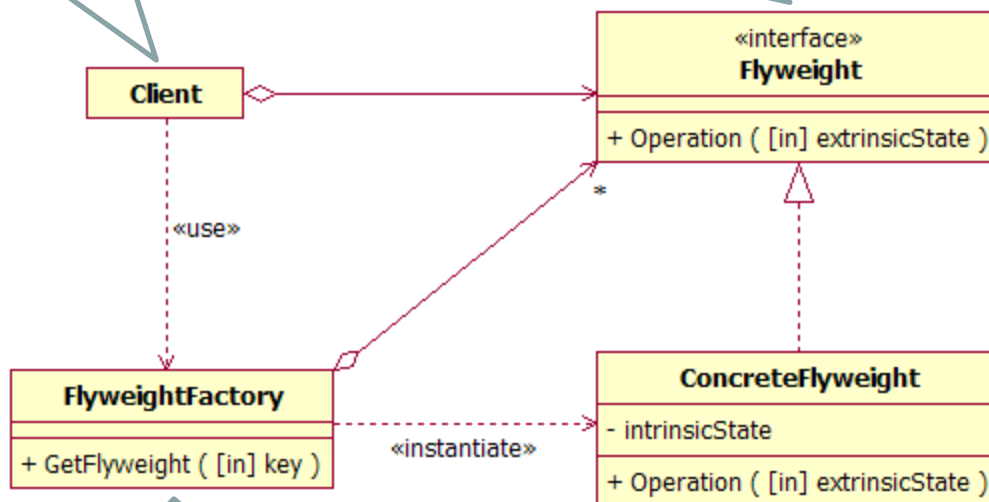 «interface»
Flyweight
Client
+ Operation ( [in] extrinsicState )
*
«use»
FlyweightFactory
+ GetFlyweight ( [in] key )
«instantiate»
ConcreteFlyweight
- intrinsicState
+ Operation ( [in] extrinsicState )